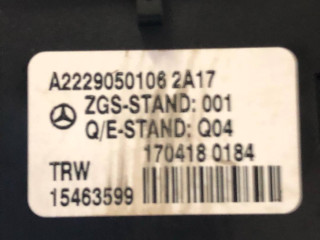 A2229050106 2A17
ZGS-STAND: 001
Q/E-STAND: Q04
170418 0184
TRW
15463599